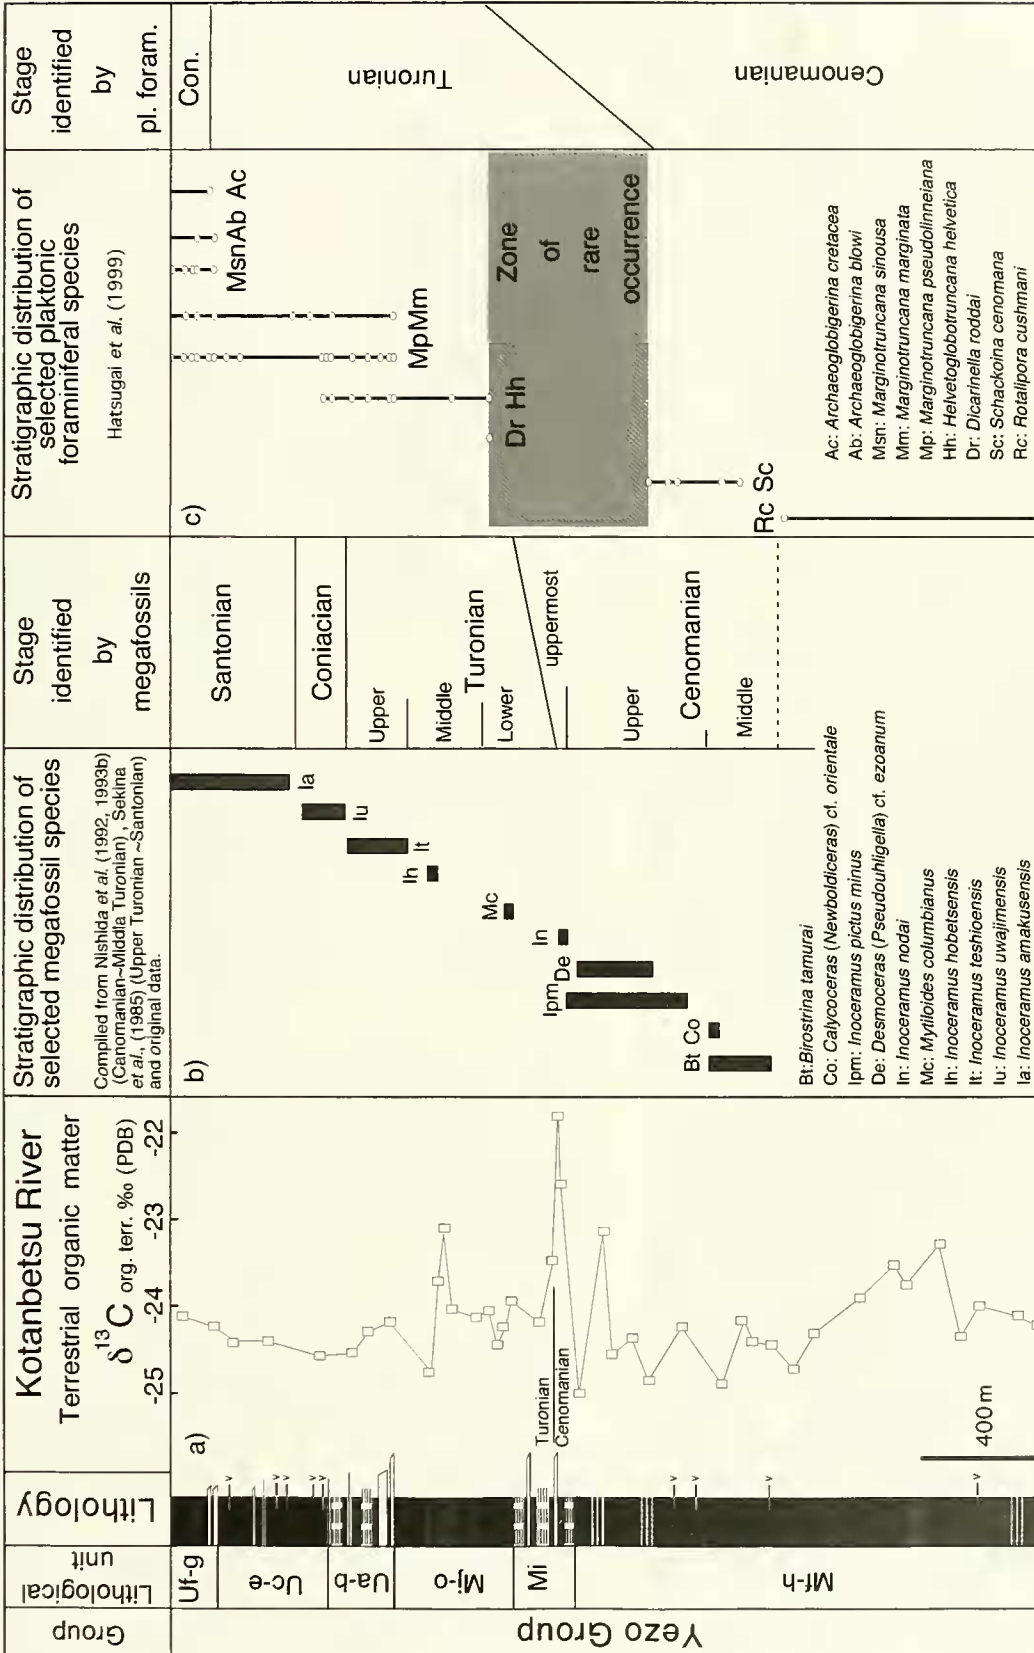 Group
Lithological
unit
Lithology
Kotanbetsu River
Terrestrial organic matter
δ13C org. terr. ‰ (PDB)
-25 -24 -23 -22
Stratigraphic distribution of
selected megafossil species
Compiled from Nishida et al. (1992, 1993b)
(Cenomanian~Middla Turonian) , Sekina
et al., (1985) (Uppar Turonian ~Santonian)
and original data.
Stage
identified
by
megafossils
Stratigraphic distribution of
selected plaktonic
foraminiferal species
Hatsugai et al. (1999)
Stage
identified
by
pl. foram.
Yezo Group
Uf-g
Uc-e
Ua-b
Mj-o
Mi
Mf-h
v
v
v
v
v
v
v
v
v
a)
Turonian
Cenomanian
400 m
b)
Ia
Iu
It
Ih
Mc
In
IpmDe
Bt Co
Bt:Birostrina tamurai
Co: Calycoceras (Newboldiceras) cf. orientale
Ipm: Inoceramus pictus minus
De: Desmoceras (Pseudouhligella) cf. ezoanum
In: Inoceramus nodai
Mc: Mytiloides columbianus
Ih: Inoceramus hobetsensis
It: Inoceramus teshioensis
Iu: Inoceramus uwajimensis
Ia: Inoceramus amakusensis
Santonian
Coniacian
Upper
Middle
Turonian
Lower
uppermost
Upper
Cenomanian
Middle
c)
MsnAb Ac
MpMm
Dr Hh
Zone
of
rare
occurrence
Rc Sc
Ac: Archaeoglobigerina cretacea
Ab: Archaeoglobigerina blowi
Msn: Marginotruncana sinousa
Mm: Marginotruncana marginata
Mp: Marginotruncana pseudolinneiana
Hh: Helvetoglobotruncana helvetica
Dr: Dicarinella roddai
Sc: Schackoina cenomana
Rc: Rotalipora cushmani
Con.
Turonian
Cenomanian